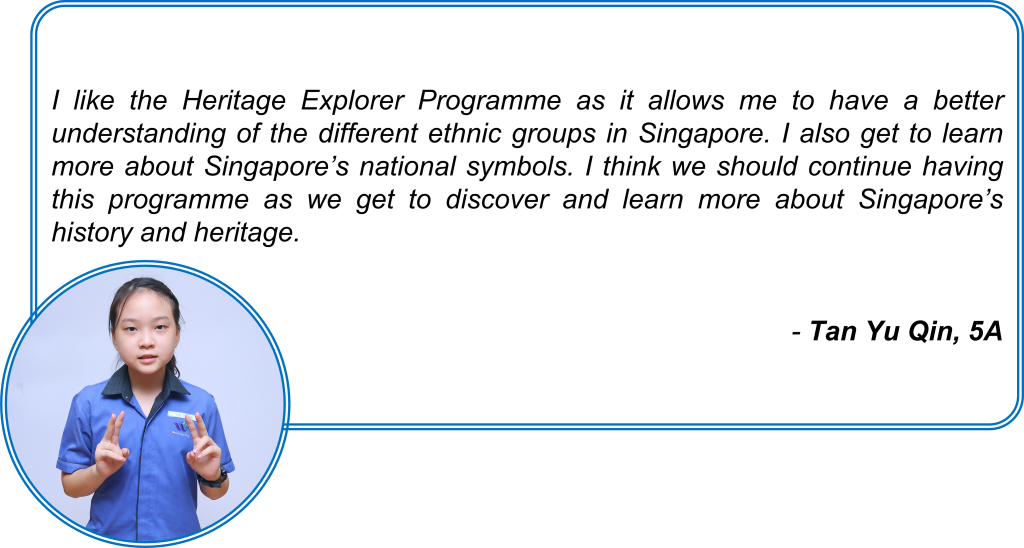 I like the Heritage Explorer Programme as it allows me to have a better
understanding of the different ethnic groups in Singapore. I also get to learn
more about Singapore’s national symbols. I think we should continue having
this programme as we get to discover and learn more about Singapore’s
history and heritage.
- Tan Yu Qin, 5A